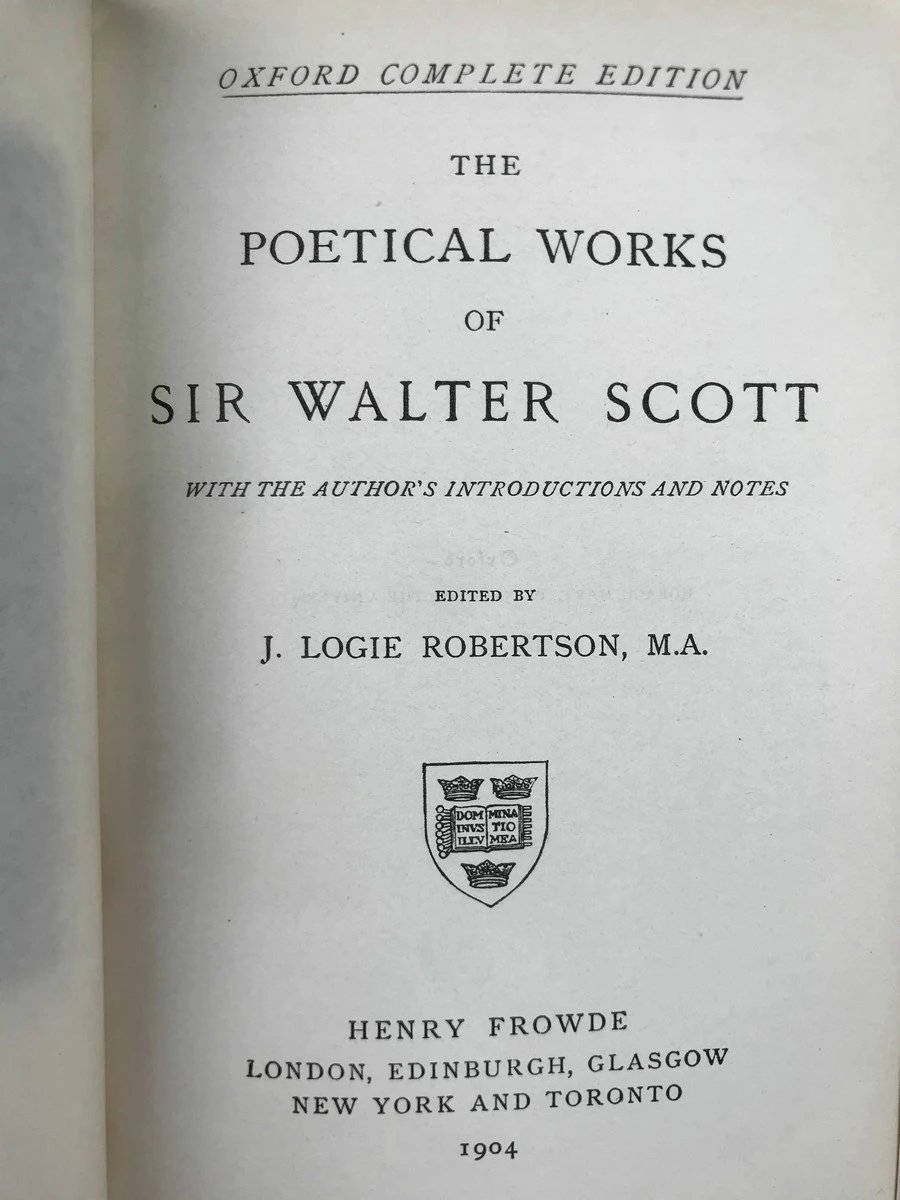 OXFORD COMPLETE EDITION
THE
POETICAL WORKS
OF
SIR WALTER SCOTT
WITH THE AUTHOR'S INTRODUCTIONS AND NOTES
EDITED BY
J. LOGIE ROBERTSON, M.A.
DOM MINA
INVS TIO
ILLV MEA
HENRY FROWDE
LONDON, EDINBURGH, GLASGOW
NEW YORK AND TORONTO
1904